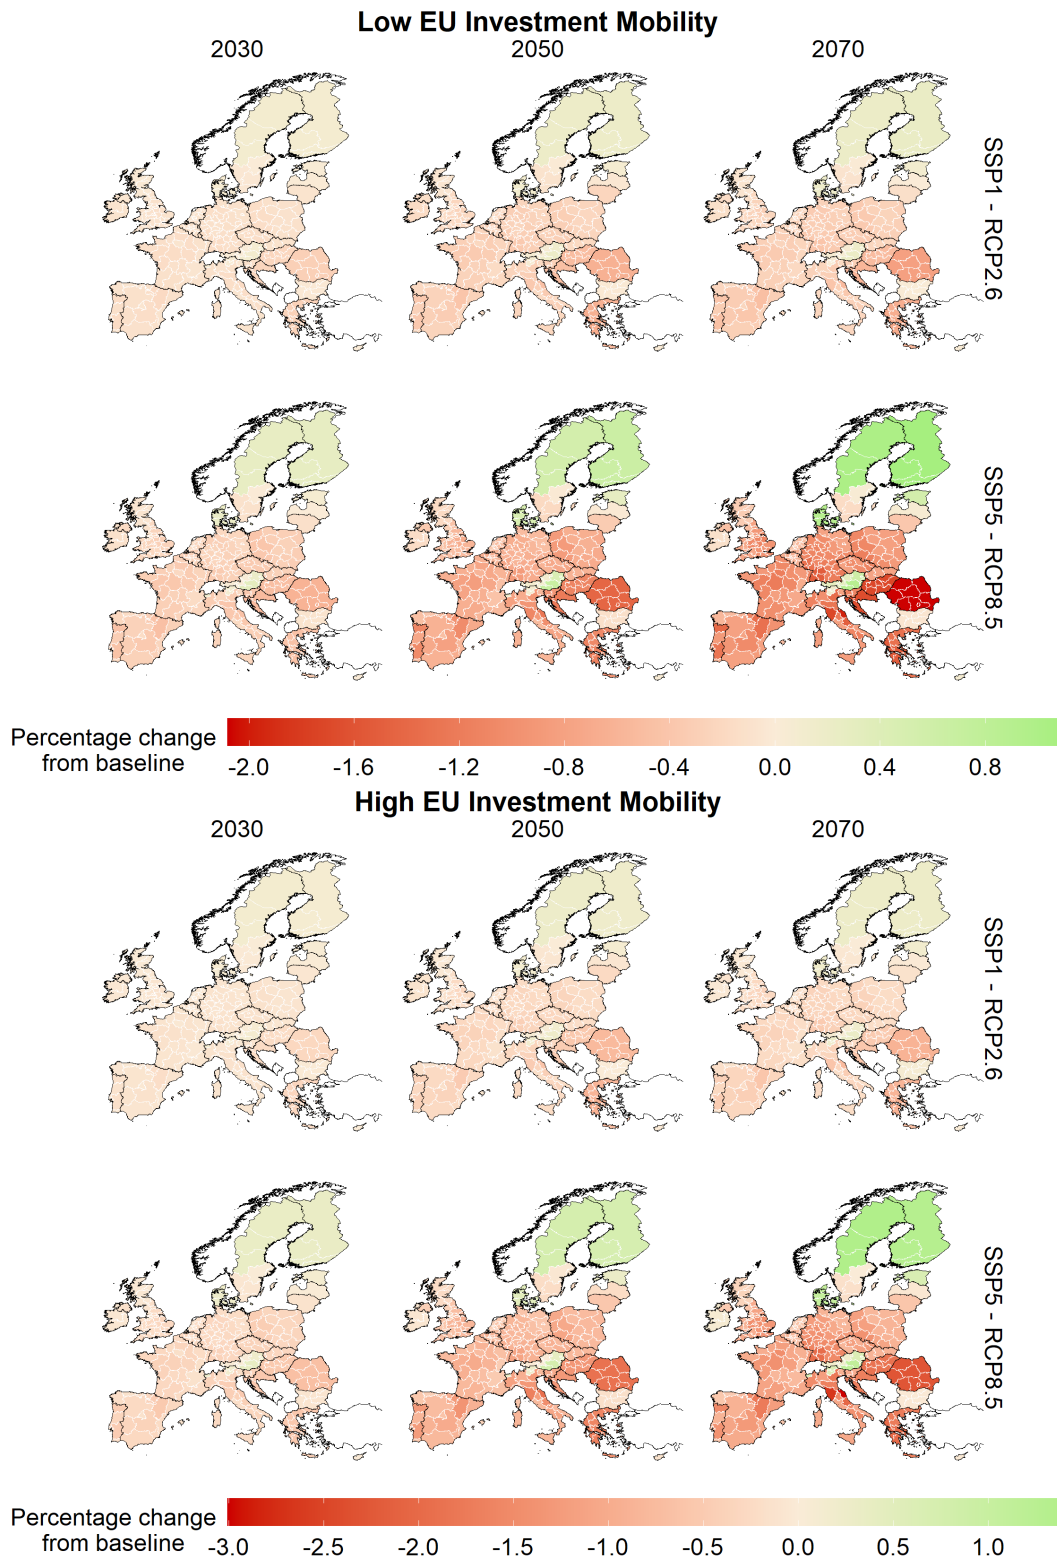 Low EU Investment Mobility
2030 2050 2070
SSP1 - RCP2.6
SSP5 - RCP8.5
Percentage change
from baseline
-2.0 -1.6 -1.2 -0.8 -0.4 0.0 0.4 0.8
High EU Investment Mobility
2030 2050 2070
SSP1 - RCP2.6
SSP5 - RCP8.5
Percentage change
from baseline
-3.0 -2.5 -2.0 -1.5 -1.0 -0.5 0.0 0.5 1.0